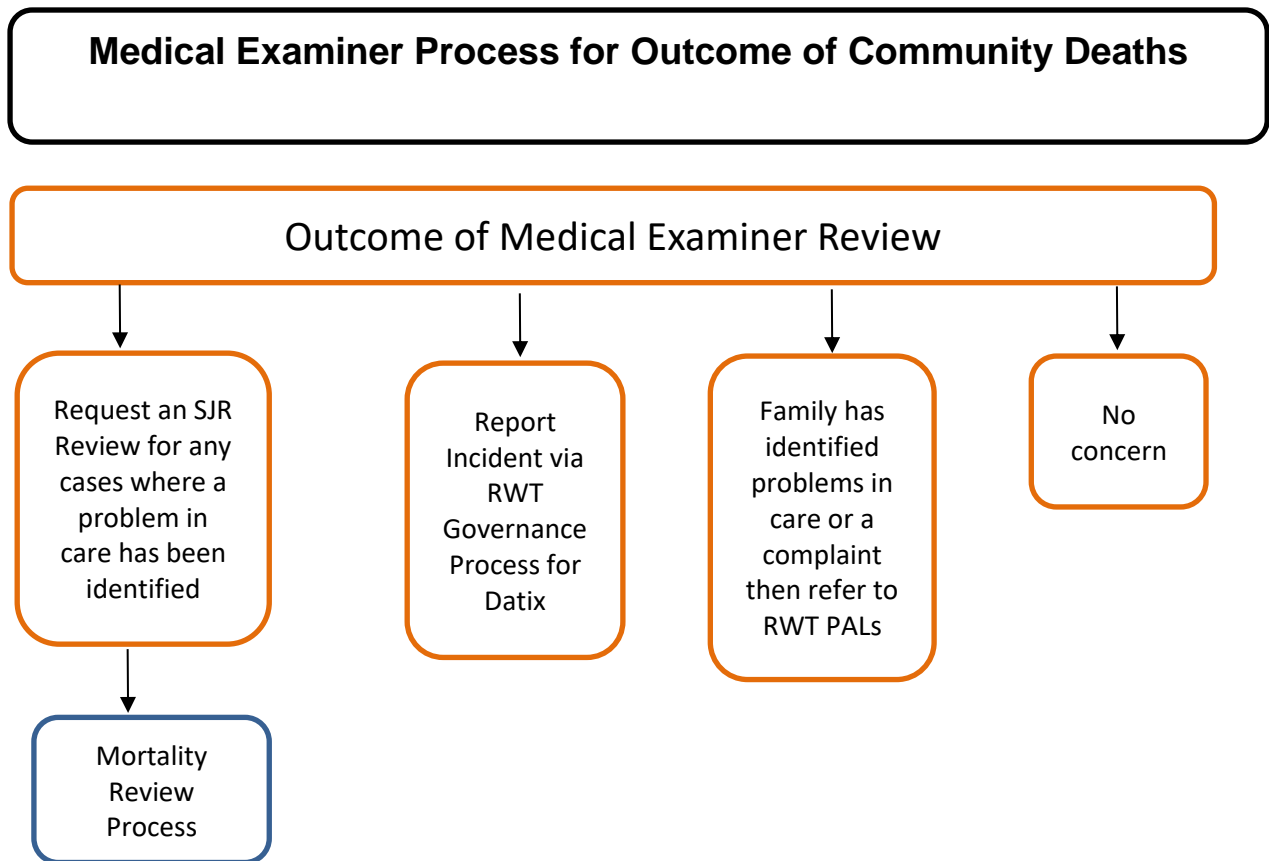 Medical Examiner Process for Outcome of Community Deaths
Outcome of Medical Examiner Review
Request an SJR
Review for any
cases where a
problem in
care has been
identified
Report
Incident via
RWT
Governance
Process for
Datix
Family has
identified
problems in
care or a
complaint
then refer to
RWT PALs
No
concern
Mortality
Review
Process